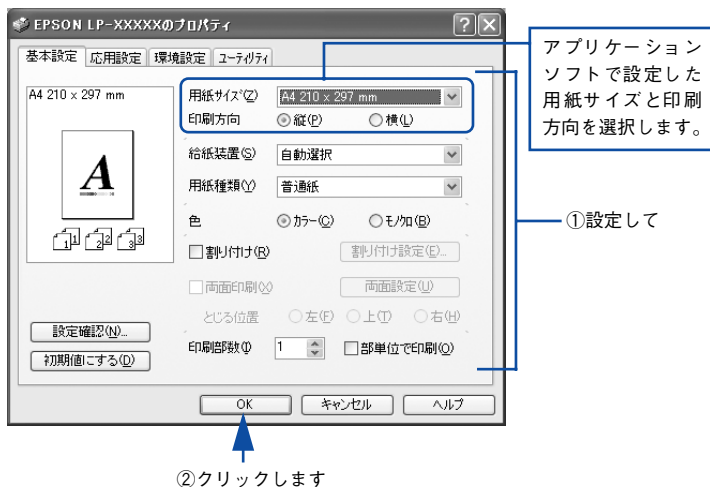 EPSON LP-XXXXXのプロパティ
基本設定 応用設定 環境設定 ユーティリティ
A4 210 x 297 mm
A
1 1 2 2 3 3
設定確認(N)...
初期値にする(D)
用紙サイズ(Z) A4 210 x 297 mm
印刷方向 縦(P) 横(L)
給紙装置(S) 自動選択
用紙種類(Y) 普通紙
色 カラー(C) モノクロ(B)
割り付け(R) 割り付け設定(E)...
両面印刷(X) 両面設定(U)
とじる位置 左(F) 上(T) 右(H)
印刷部数(I) 1 部単位で印刷(O)
OK キャンセル ヘルプ
アプリケーション
ソフトで設定した
用紙サイズと印刷
方向を選択します。
①設定して
②クリックします